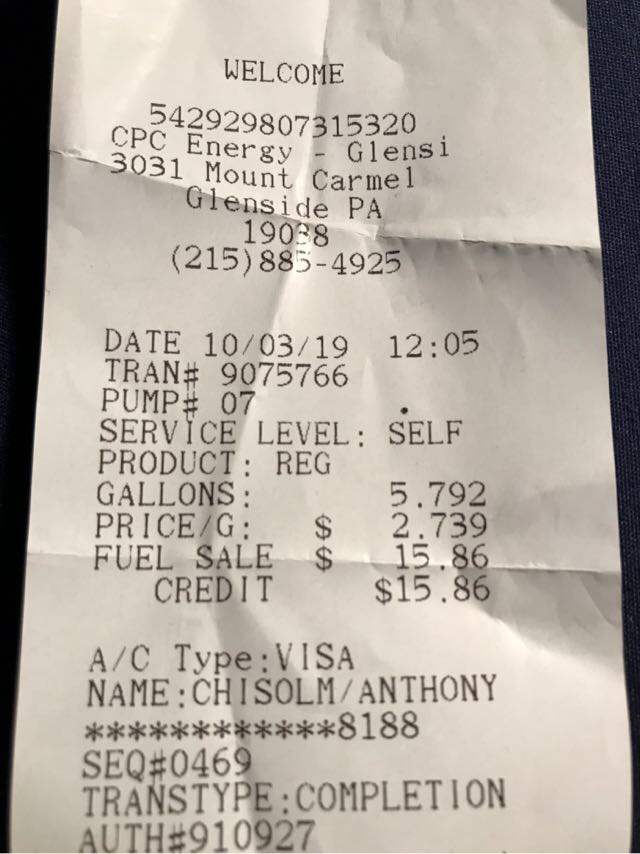 WELCOME
542929807315320
CPC Energy - Glensi
3031 Mount Carmel
Glenside PA
19038
(215)885-4925
DATE 10/03/19 12:05
TRAN# 9075766
PUMP# 07
SERVICE LEVEL: SELF
PRODUCT: REG
GALLONS: 5.792
PRICE/G: $ 2.739
FUEL SALE $ 15.86
CREDIT $15.86
A/C Type:VISA
NAME:CHISOLM/ANTHONY
************8188
SEQ#0469
TRANSTYPE:COMPLETION
AUTH#910927